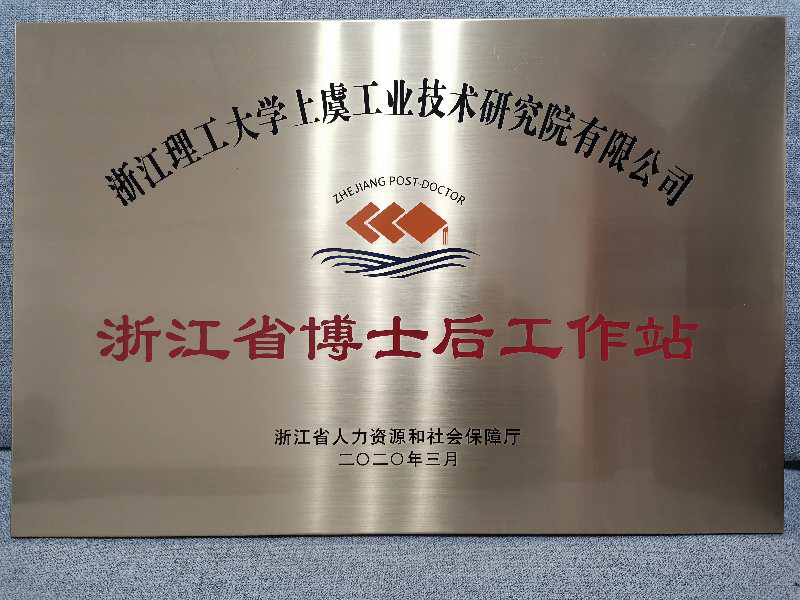 浙江理工大学上虞工业技术研究院有限公司
ZHEJIANG POST-DOCTOR
浙江省博士后工作站
浙江省人力资源和社会保障厅
二〇二〇年三月